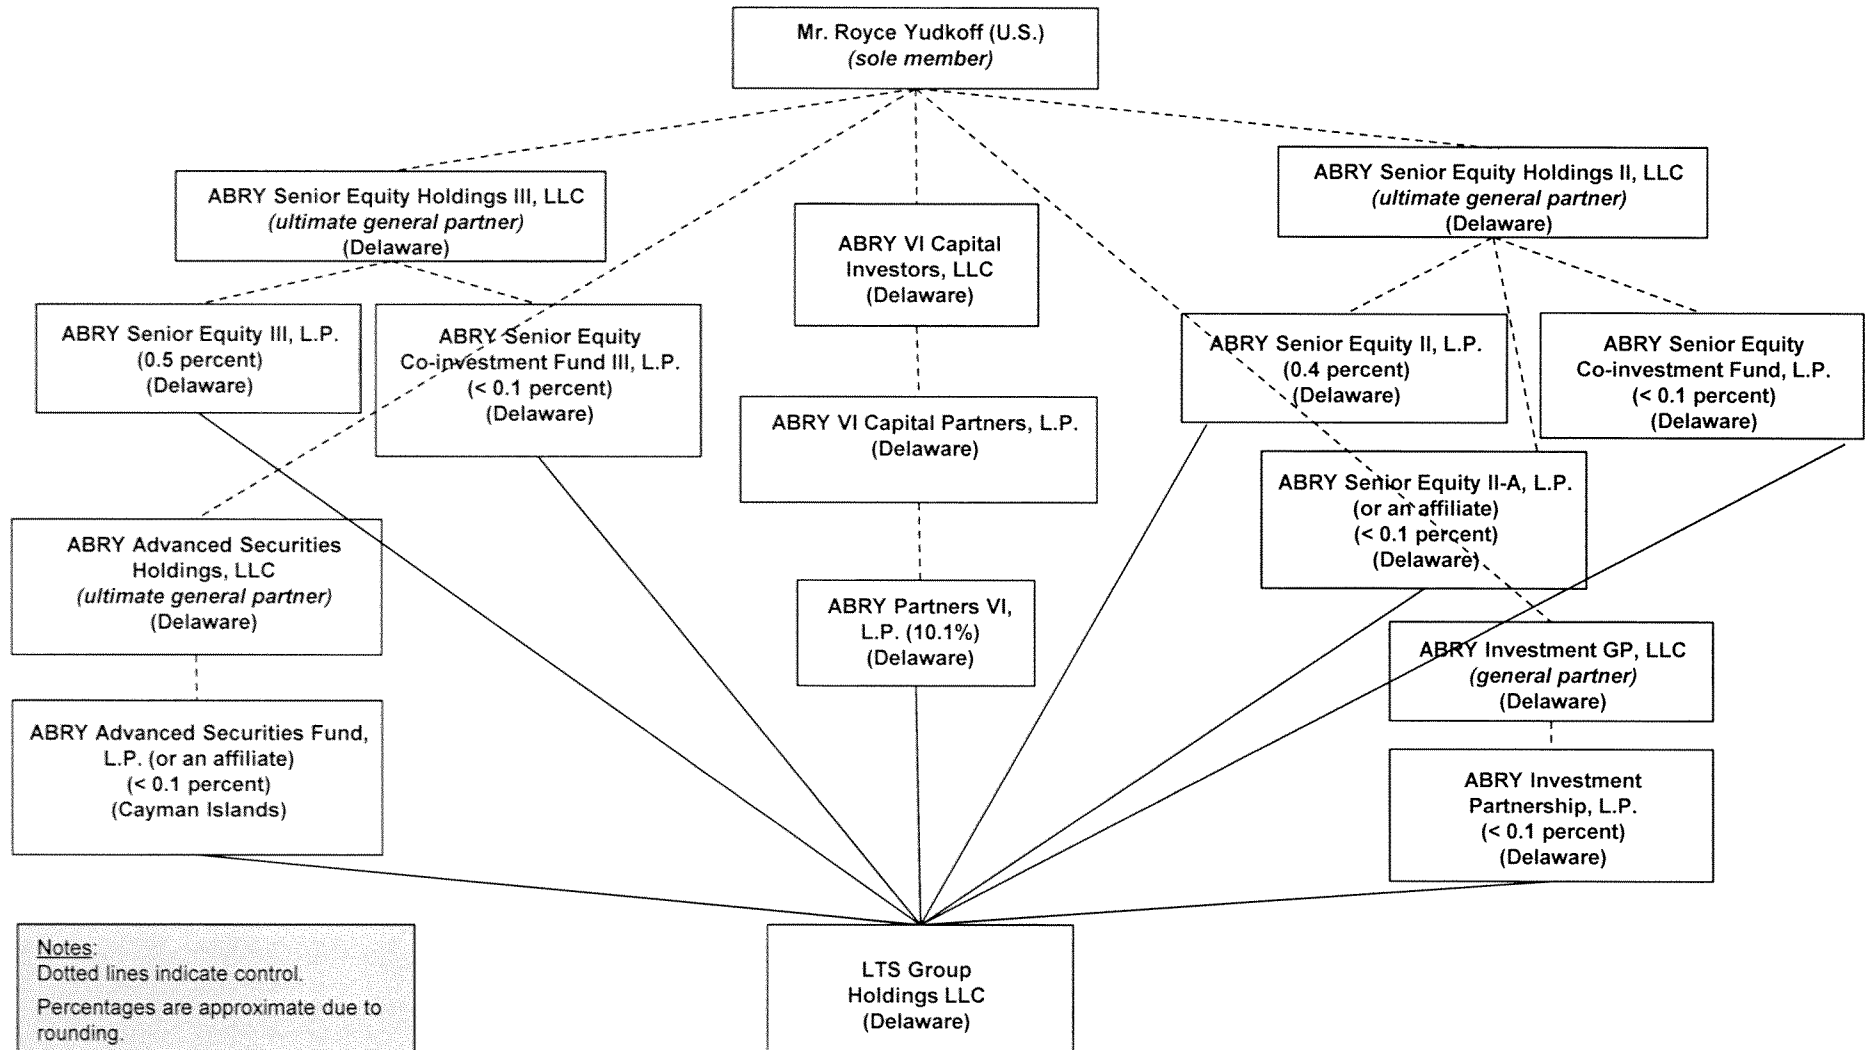 Mr. Royce Yudkoff (U.S.)
(sole member)
ABRY Senior Equity Holdings III, LLC
(ultimate general partner)
(Delaware)
ABRY Senior Equity Holdings II, LLC
(ultimate general partner)
(Delaware)
ABRY VI Capital
Investors, LLC
(Delaware)
ABRY Senior Equity III, L.P.
(0.5 percent)
(Delaware)
ABRY Senior Equity
Co-investment Fund III, L.P.
(< 0.1 percent)
(Delaware)
ABRY Senior Equity II, L.P.
(0.4 percent)
(Delaware)
ABRY Senior Equity
Co-investment Fund, L.P.
(< 0.1 percent)
(Delaware)
ABRY VI Capital Partners, L.P.
(Delaware)
ABRY Senior Equity II-A, L.P.
(or an affiliate)
(< 0.1 percent)
(Delaware)
ABRY Advanced Securities
Holdings, LLC
(ultimate general partner)
(Delaware)
ABRY Partners VI,
L.P. (10.1%)
(Delaware)
ABRY Investment GP, LLC
(general partner)
(Delaware)
ABRY Advanced Securities Fund,
L.P. (or an affiliate)
(< 0.1 percent)
(Cayman Islands)
ABRY Investment
Partnership, L.P.
(< 0.1 percent)
(Delaware)
Notes:
Dotted lines indicate control.
Percentages are approximate due to
rounding.
LTS Group
Holdings LLC
(Delaware)